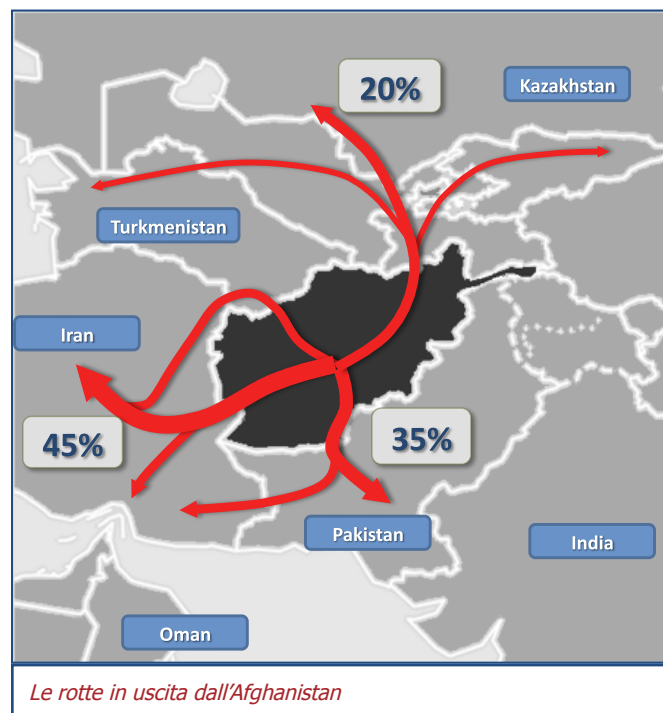 20%
Kazakhstan
Turkmenistan
Iran
45%
35%
Pakistan
India
Oman
Le rotte in uscita dall'Afghanistan